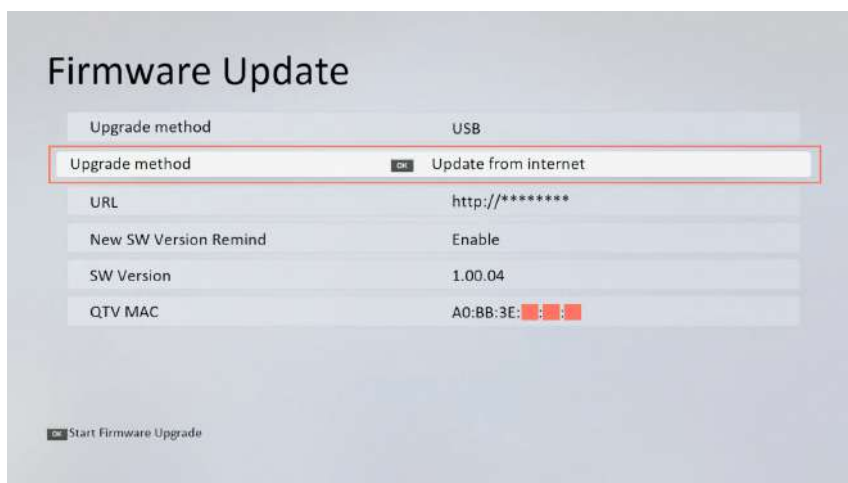 Firmware Update
Upgrade method USB
Upgrade method OK Update from internet
URL http://********
New SW Version Remind Enable
SW Version 1.00.04
QTV MAC A0:BB:3E: : :
OK Start Firmware Upgrade